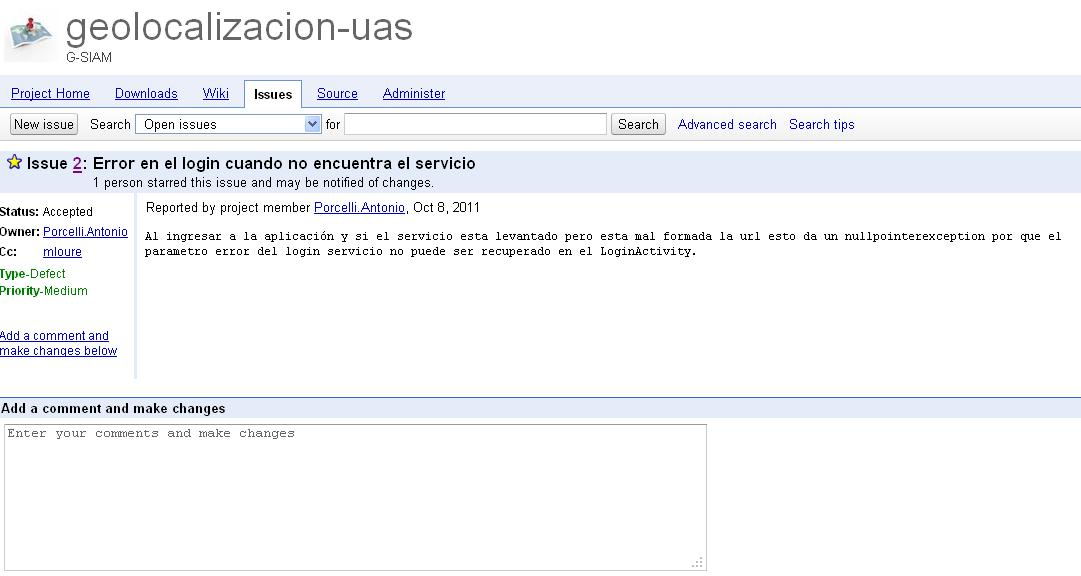 geolocalizacion-uas
G-SIAM
Project Home Downloads Wiki Issues Source Administer
New issue Search Open issues for Search Advanced search Search tips
Issue 2: Error en el login cuando no encuentra el servicio
1 person starred this issue and may be notified of changes.
Status: Accepted
Owner: Porcelli.Antonio
Cc: mloure
Type-Defect
Priority-Medium
Add a comment and
make changes below
Reported by project member Porcelli.Antonio, Oct 8, 2011
Al ingresar a la aplicación y si el servicio esta levantado pero esta mal formada la url esto da un nullpointerexception por que el
parametro error del login servicio no puede ser recuperado en el LoginActivity.
Add a comment and make changes
Enter your comments and make changes